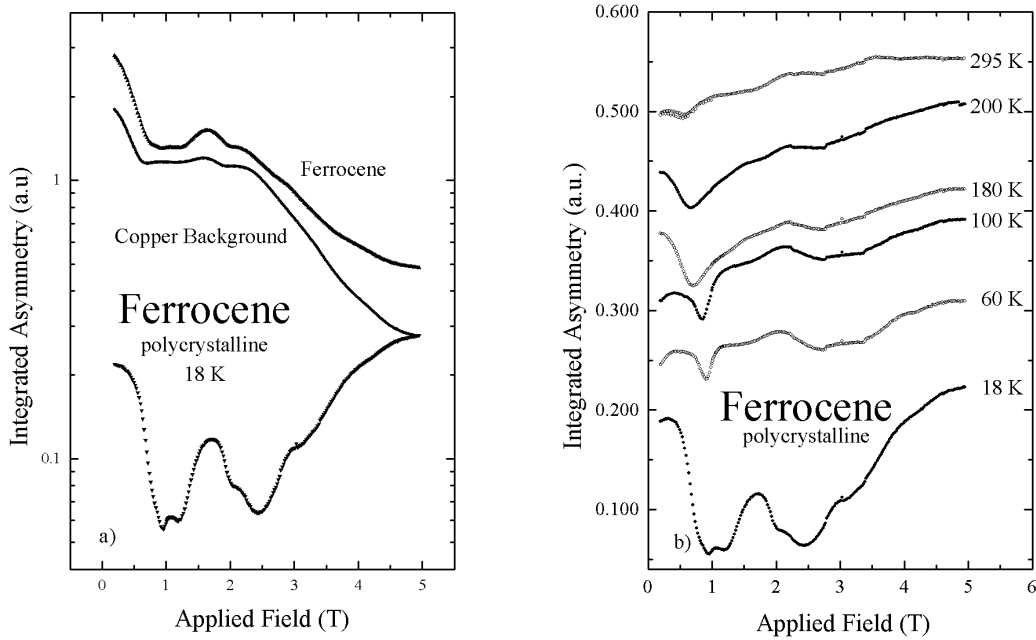 Integrated Asymmetry (a.u)
1
0.1
Ferrocene
Copper Background
Ferrocene
polycrystalline
18 K
a)
0 1 2 3 4 5
Applied Field (T)
Integrated Asymmetry (a.u.)
0.600
0.500
0.400
0.300
0.200
0.100
295 K
200 K
180 K
100 K
60 K
18 K
Ferrocene
polycrystalline
b)
0 1 2 3 4 5 6
Applied Field (T)